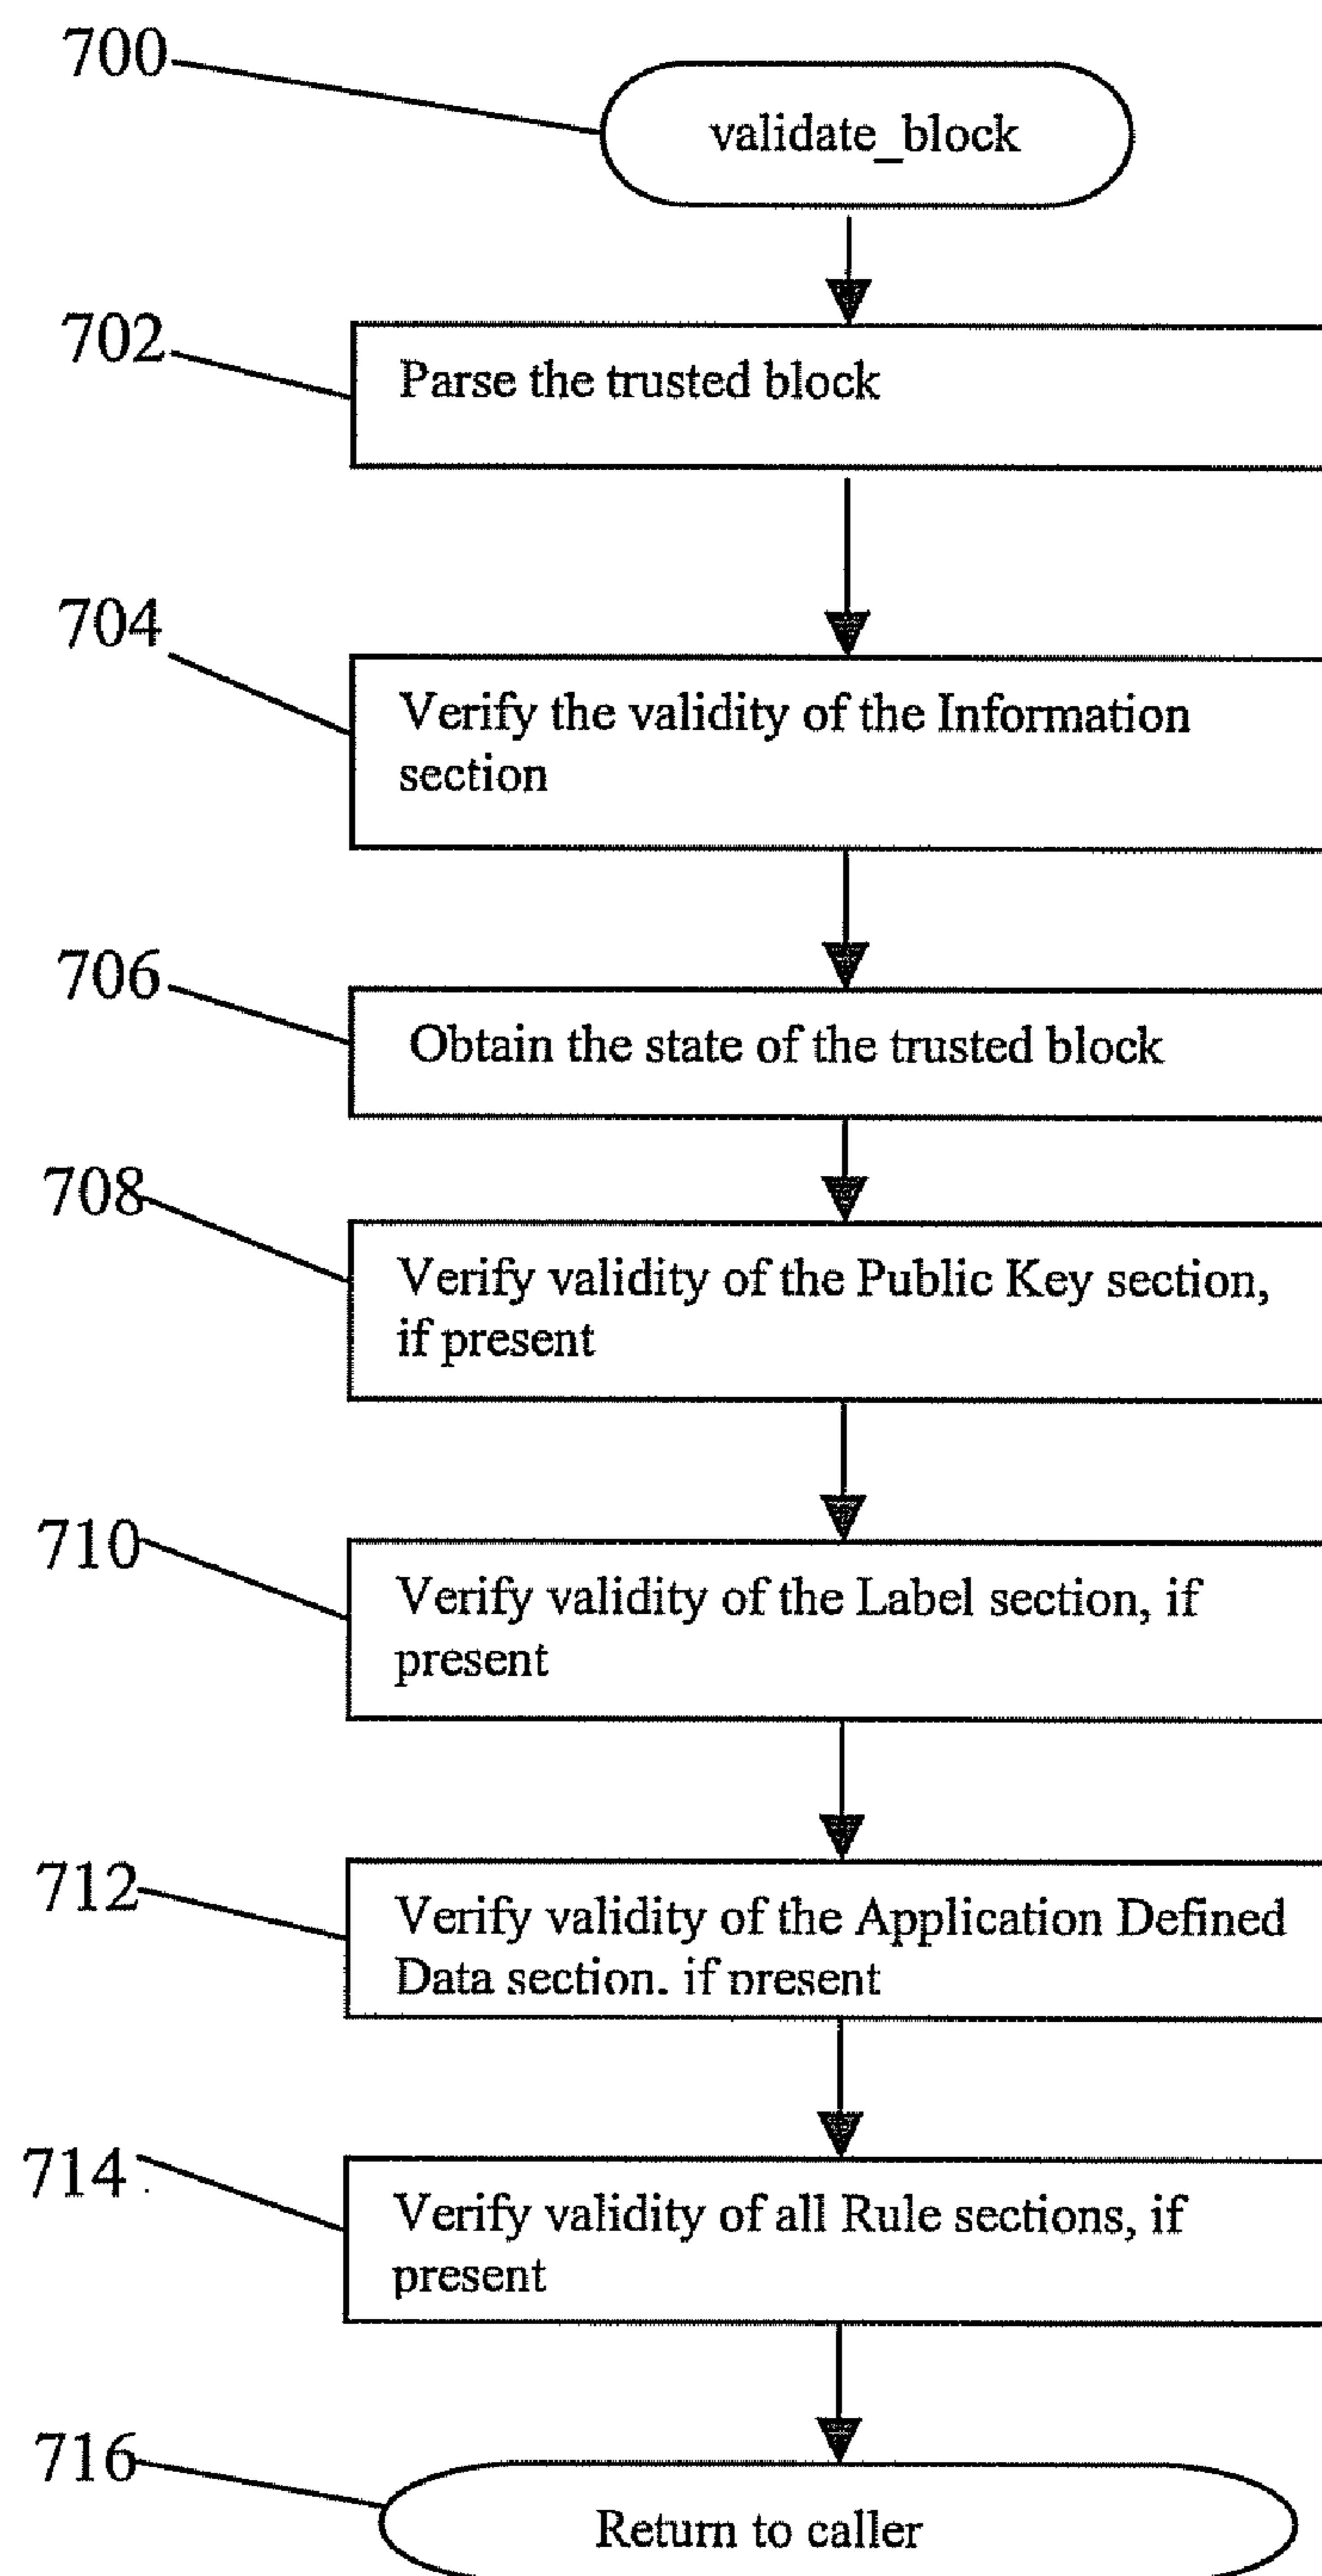 700
validate_block
702
Parse the trusted block
704
Verify the validity of the Information
section
706
Obtain the state of the trusted block
708
Verify validity of the Public Key section,
if present
710
Verify validity of the Label section, if
present
712
Verify validity of the Application Defined
Data section, if present
714
Verify validity of all Rule sections, if
present
716
Return to caller